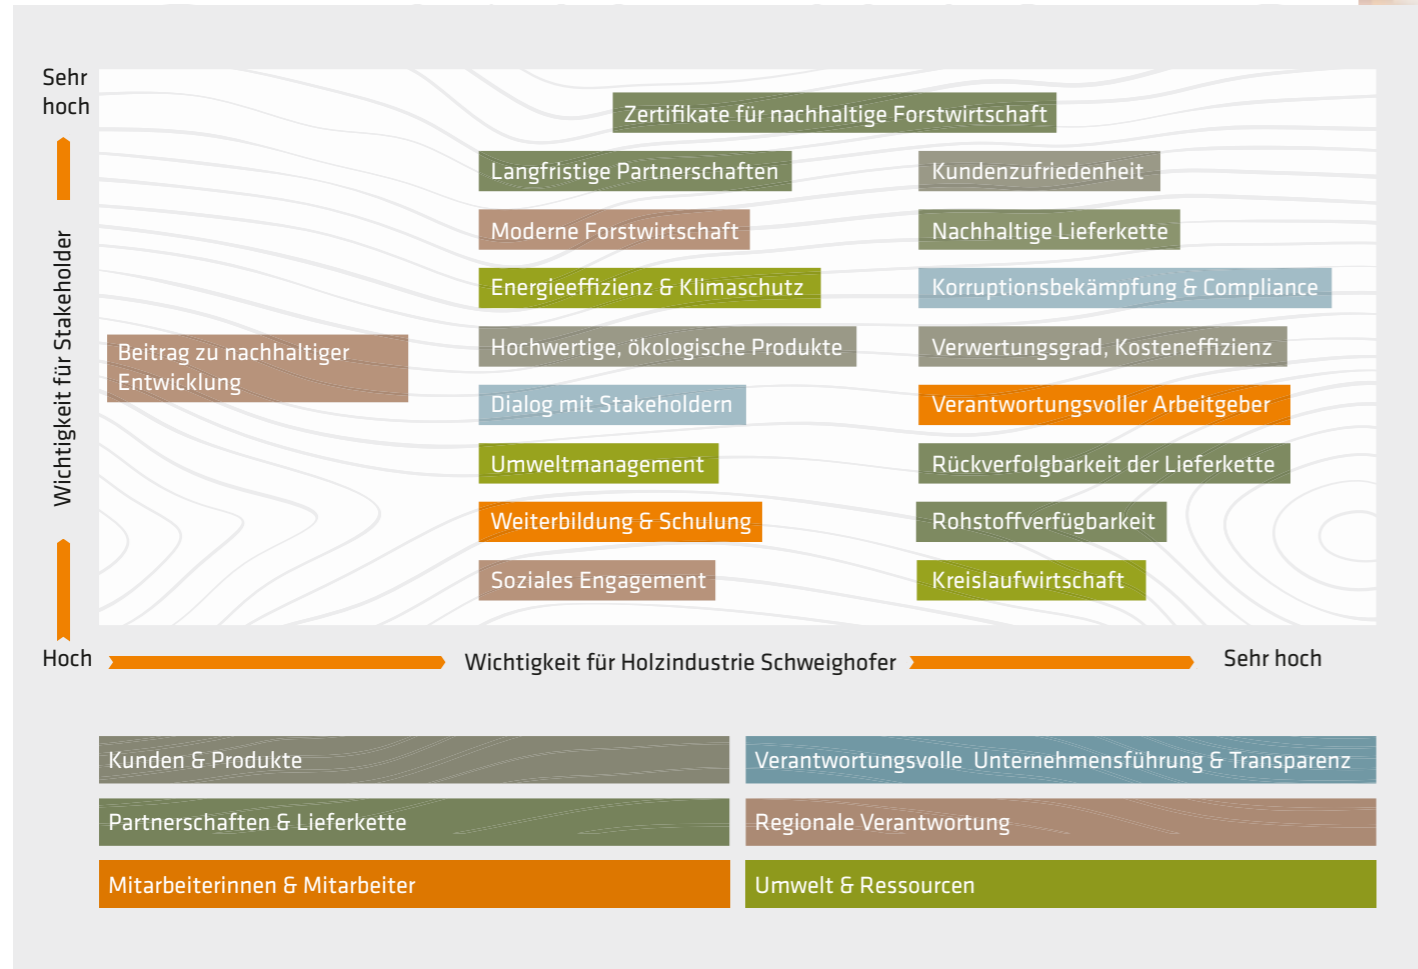 Sehr
hoch
Zertifikate für nachhaltige Forstwirtschaft
Langfristige Partnerschaften
Kundenzufriedenheit
Moderne Forstwirtschaft
Nachhaltige Lieferkette
Energieeffizienz & Klimaschutz
Korruptionsbekämpfung & Compliance
Wichtigkeit für Stakeholder
Beitrag zu nachhaltiger
Entwicklung
Hochwertige, ökologische Produkte
Verwertungsgrad, Kosteneffizienz
Dialog mit Stakeholdern
Verantwortungsvoller Arbeitgeber
Umweltmanagement
Rückverfolgbarkeit der Lieferkette
Weiterbildung & Schulung
Rohstoffverfügbarkeit
Soziales Engagement
Kreislaufwirtschaft
Hoch
Wichtigkeit für Holzindustrie Schweighofer
Sehr hoch
Kunden & Produkte
Verantwortungsvolle Unternehmensführung & Transparenz
Partnerschaften & Lieferkette
Regionale Verantwortung
Mitarbeiterinnen & Mitarbeiter
Umwelt & Ressourcen